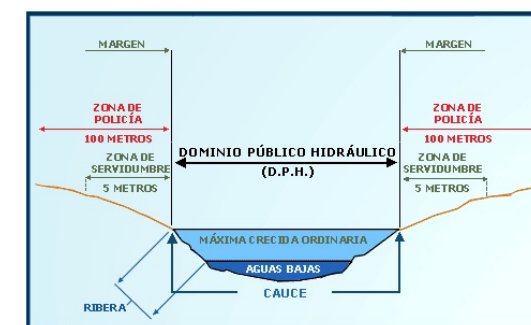 MARGEN
MARGEN
ZONA DE
POLICÍA
100 METROS
ZONA DE
POLICÍA
100 METROS
DOMINIO PÚBLICO HIDRÁULICO
(D.P.H.)
ZONA DE
SERVIDUMBRE
5 METROS
ZONA DE
SERVIDUMBRE
5 METROS
MÁXIMA CRECIDA ORDINARIA
AGUAS BAJAS
CAUCE
RIBERA